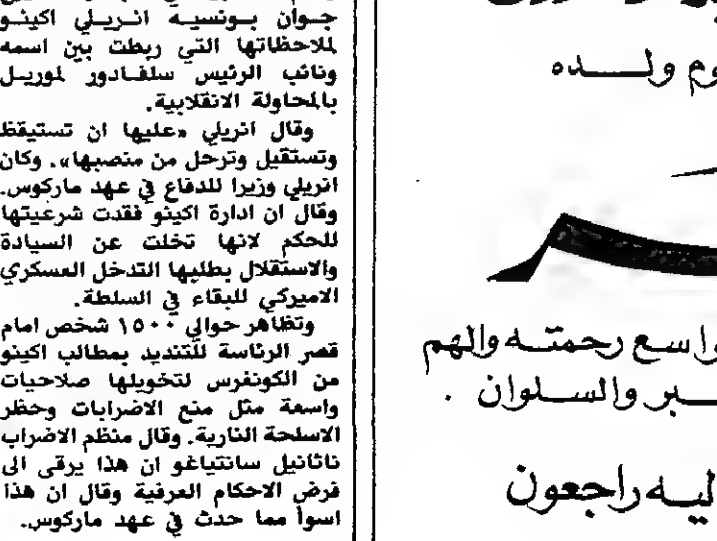 جوان بونسيه انريلي اكينو
لملاحظاتها التي ربطت بين اسمه
ونائب الرئيس سلفادور لوريل
بالمحاولة الانقلابية.
وقال انريلي «عليها ان تستيقظ
وتستقيل وترحل من منصبها». وكان
انريلي وزيرا للدفاع في عهد ماركوس.
وقال ان ادارة اكينو فقدت شرعيتها
للحكم لانها تخلت عن السيادة
والاستقلال بطلبها التدخل العسكري
الاميركي للبقاء في السلطة.
وتظاهر حوالي ١٥٠٠ شخص امام
قصر الرئاسة للتنديد بمطالب اكينو
من الكونغرس لتخويلها صلاحيات
واسعة مثل منع الاضرابات وحظر
الاسلحة النارية. وقال منظم الاضراب
ناثانيل سانتياغو ان هذا يرقى الى
فرض الاحكام العرفية وقال ان هذا
اسوأ مما حدث في عهد ماركوس.
وم ولـــده
واسع رحمتـه والهم
ـبر والسـلوان .
ليـه راجعون